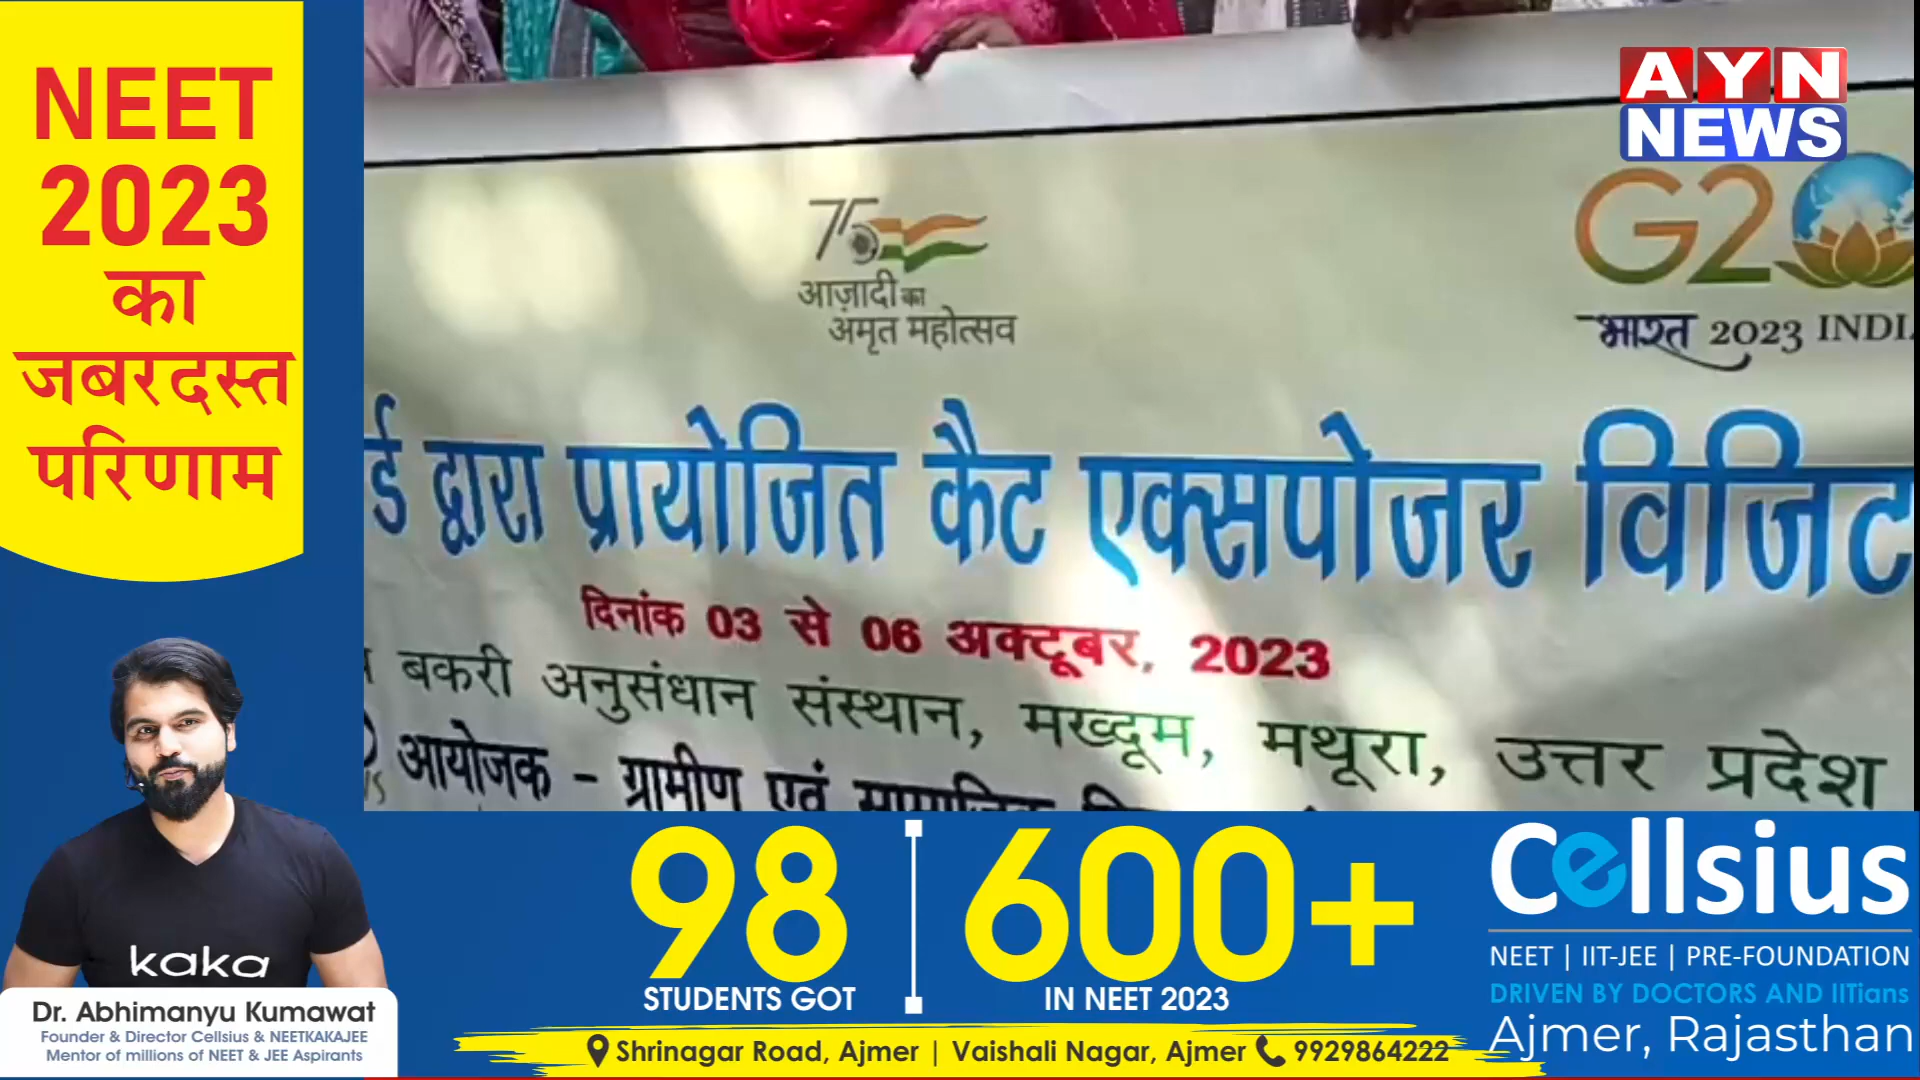 NEET
2023
का
जबरदस्त
परिणाम
AYN
NEWS
75
आज़ादी का
अमृत महोत्सव
G20
भारत 2023 INDI
र्ड द्वारा प्रायोजित कैट एक्सपोजर विजिट
दिनांक 03 से 06 अक्टूबर, 2023
बकरी अनुसंधान संस्थान, मख्दूम, मथूरा, उत्तर प्रदेश
आयोजक - ग्रामीण एवं सामाजिक
kaka
Dr. Abhimanyu Kumawat
Founder & Director Cellsius & NEETKAKAJEE
Mentor of millions of NEET & JEE Aspirants
98
STUDENTS GOT
600+
IN NEET 2023
Shrinagar Road, Ajmer | Vaishali Nagar, Ajmer 9929864222
Cellsius
NEET | IIT-JEE | PRE-FOUNDATION
DRIVEN BY DOCTORS AND IITians
Ajmer, Rajasthan